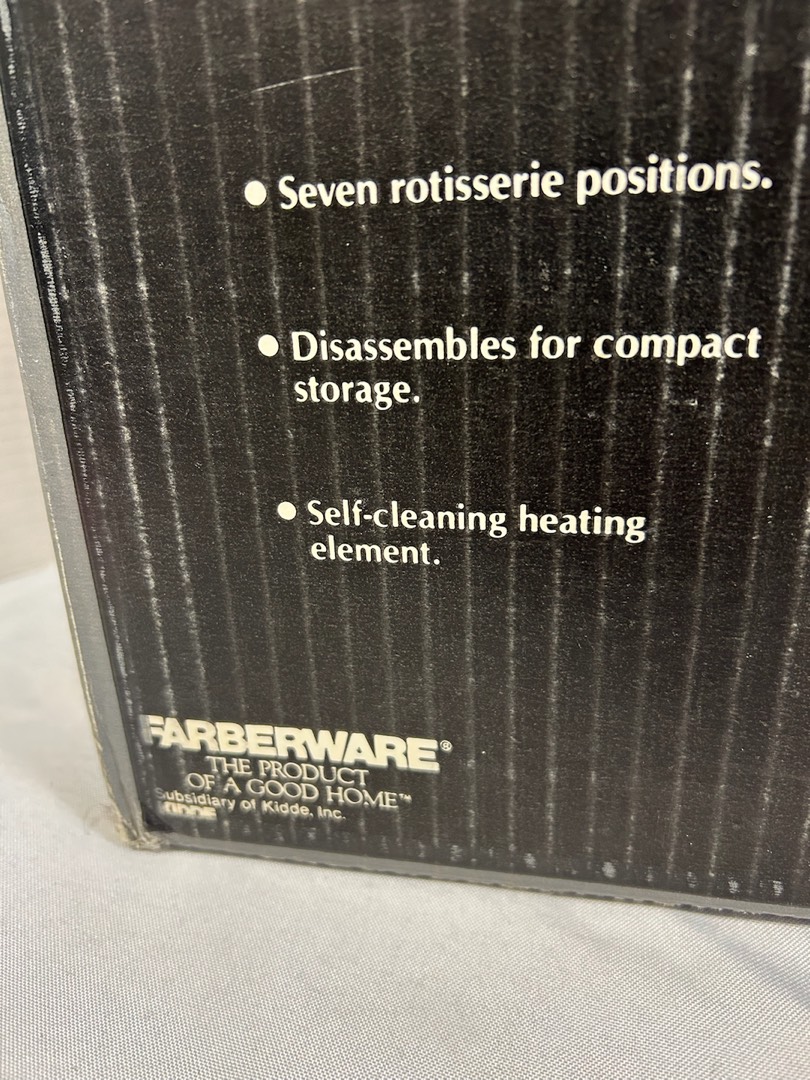 • Seven rotisserie positions.
• Disassembles for compact
storage.
• Self-cleaning heating
element.
FARBERWARE®
THE PRODUCT
OF A GOOD HOME™
Subsidiary of Kidde, Inc.
KIDDE